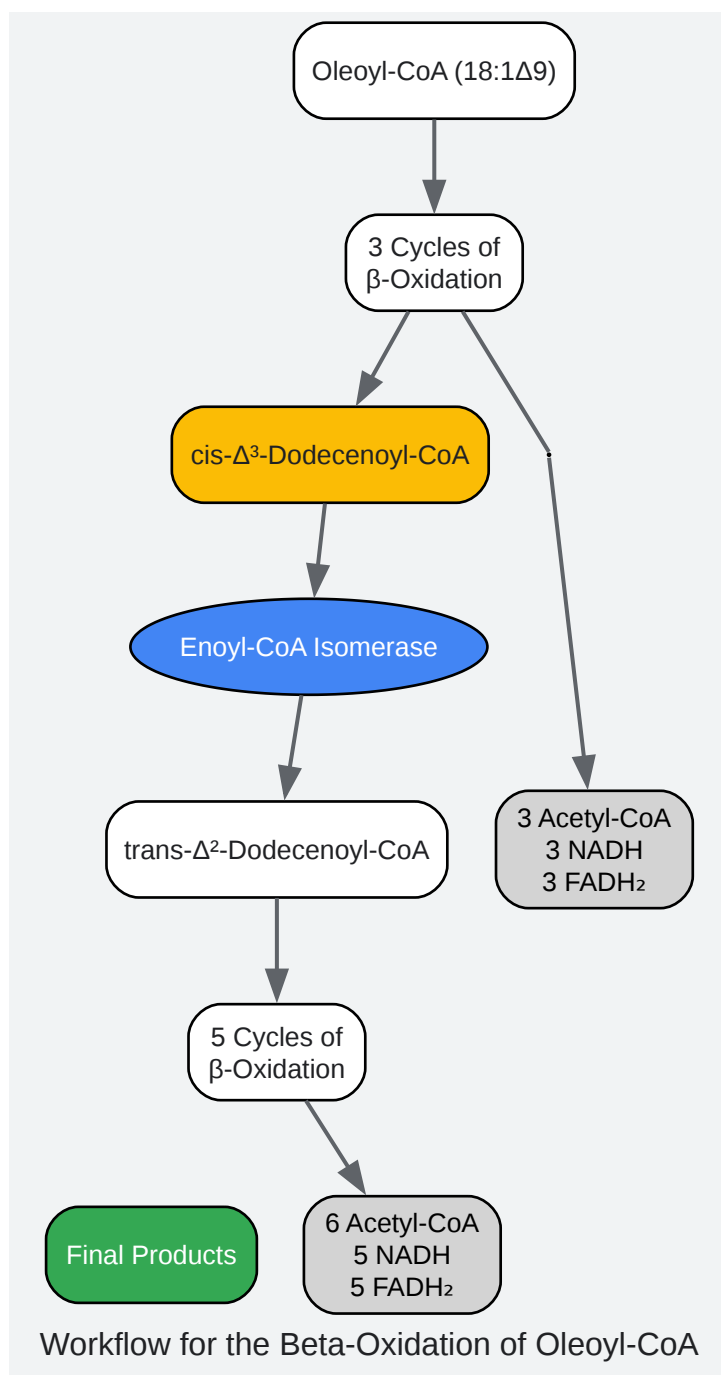 Oleoyl-CoA (18:1Δ9)
3 Cycles of
β-Oxidation
cis-Δ³-Dodecenoyl-CoA
Enoyl-CoA Isomerase
trans-Δ²-Dodecenoyl-CoA
3 Acetyl-CoA
3 NADH
3 FADH₂
5 Cycles of
β-Oxidation
Final Products
6 Acetyl-CoA
5 NADH
5 FADH₂
Workflow for the Beta-Oxidation of Oleoyl-CoA